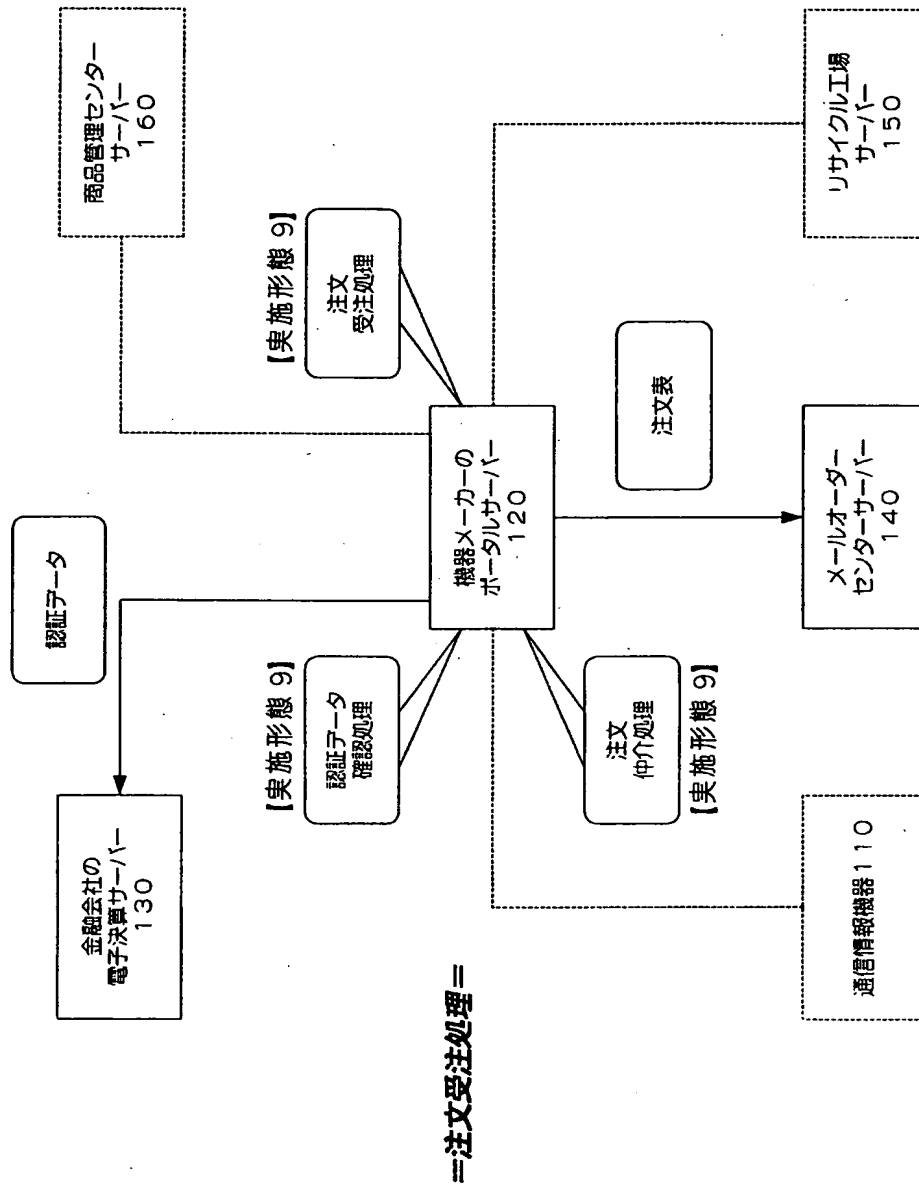 =注文受注処理=
金融会社の
電子決算サーバー
130
認証データ
商品管理センター
サーバー
160
【実施形態 9】
認証データ
確認処理
【実施形態 9】
注文
受注処理
機器メーカーの
ポータルサーバー
120
注文
仲介処理
【実施形態 9】
注文表
通信情報機器110
メールオーダー
センターサーバー
140
リサイクル工場
サーバー
150